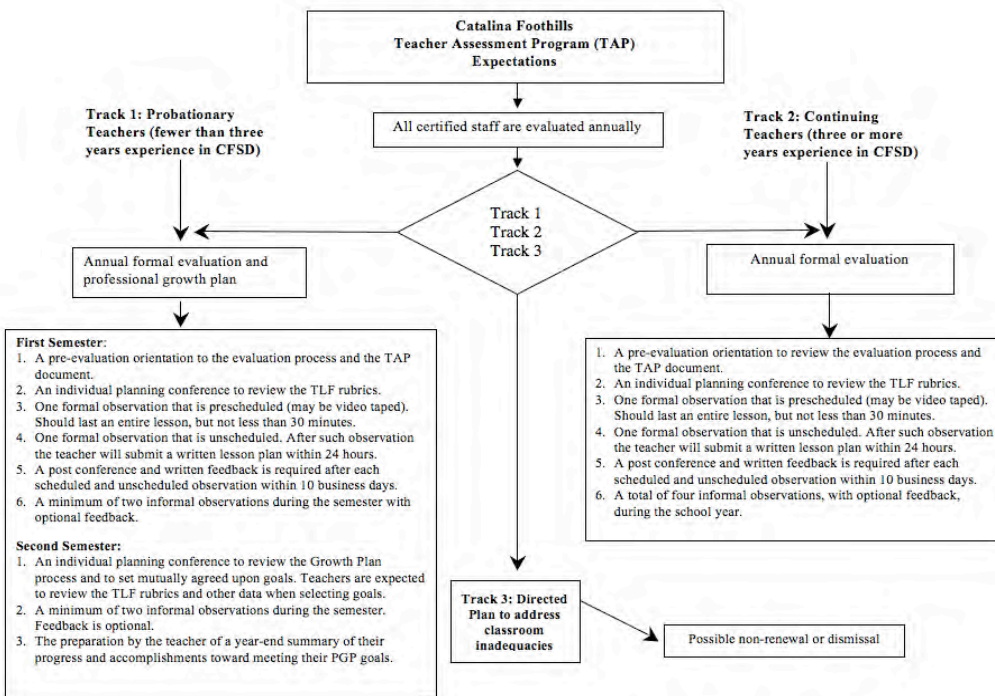 Catalina Foothills
Teacher Assessment Program (TAP)
Expectations
All certified staff are evaluated annually
Track 1: Probationary
Teachers (fewer than three
years experience in CFSD)
Track 2: Continuing
Teachers (three or more
years experience in CFSD)
Track 1
Track 2
Track 3
Annual formal evaluation and
professional growth plan
Annual formal evaluation
First Semester:
1. A pre-evaluation orientation to the evaluation process and the TAP
document.
2. An individual planning conference to review the TLF rubrics.
3. One formal observation that is prescheduled (may be video taped).
Should last an entire lesson, but not less than 30 minutes.
4. One formal observation that is unscheduled. After such observation
the teacher will submit a written lesson plan within 24 hours.
5. A post conference and written feedback is required after each
scheduled and unscheduled observation within 10 business days.
6. A minimum of two informal observations during the semester with
optional feedback.
Second Semester:
1. An individual planning conference to review the Growth Plan
process and to set mutually agreed upon goals. Teachers are expected
to review the TLF rubrics and other data when selecting goals.
2. A minimum of two informal observations during the semester.
Feedback is optional.
3. The preparation by the teacher of a year-end summary of their
progress and accomplishments toward meeting their PGP goals.
1. A pre-evaluation orientation to review the evaluation process and
the TAP document.
2. An individual planning conference to review the TLF rubrics.
3. One formal observation that is prescheduled (may be video taped).
Should last an entire lesson, but not less than 30 minutes.
4. One formal observation that is unscheduled. After such observation
the teacher will submit a written lesson plan within 24 hours.
5. A post conference and written feedback is required after each
scheduled and unscheduled observation within 10 business days.
6. A total of four informal observations, with optional feedback,
during the school year.
Track 3: Directed
Plan to address
classroom
inadequacies
Possible non-renewal or dismissal